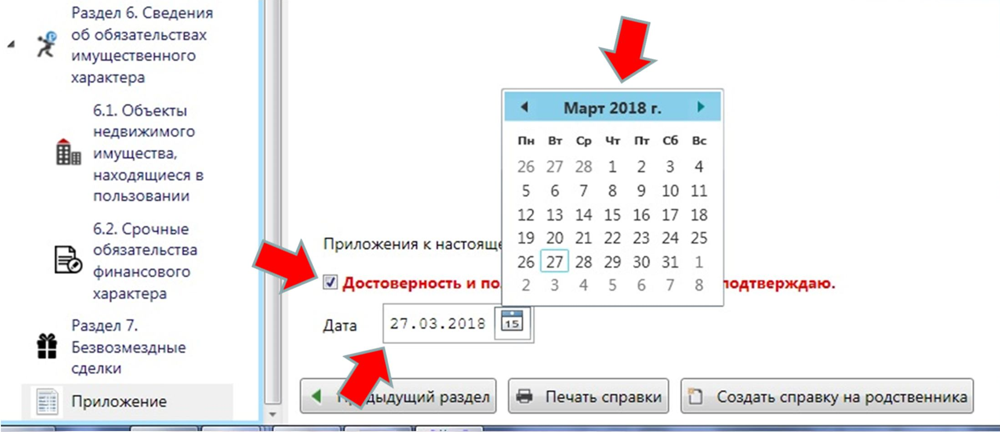 Раздел 6. Сведения
об обязательствах
имущественного
характера
6.1. Объекты
недвижимого
имущества,
находящиеся в
пользовании
6.2. Срочные
обязательства
финансового
характера
Раздел 7.
Безвозмездные
сделки
Приложение
Март 2018 г.
Пн Вт Ср Чт Пт Сб Вс
26 27 28 1 2 3 4
5 6 7 8 9 10 11
12 13 14 15 16 17 18
19 20 21 22 23 24 25
26 27 28 29 30 31 1
2 3 4 5 6 7 8
Приложения к настояще
Достоверность и по подтверждаю.
Дата 27.03.2018 15
Предыдущий раздел
Печать справки
Создать справку на родственника